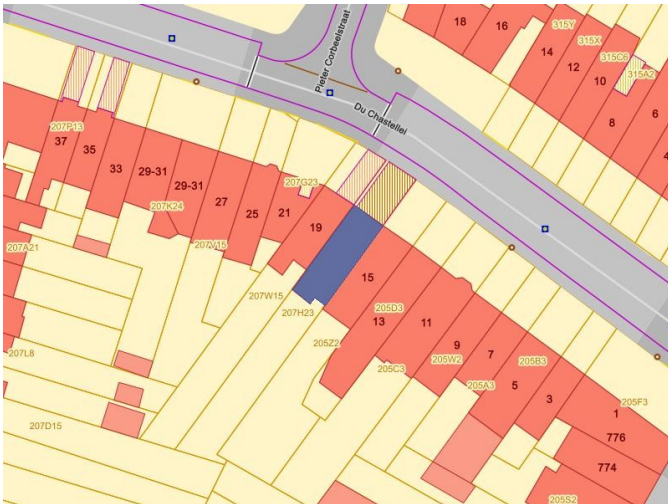 18
16
315Y
315X
315C6
315A2
14
12
10
8
6
4
Pieter Corbeelstraat
Du Chastellei
207P13
37
35
33
29-31
29-31
27
25
21
19
207G23
207K24
207V15
207A21
207W15
207H23
15
13
205D3
11
9
7
5
3
1
205Z2
205C3
205W2
205B3
205A3
205F3
776
774
207L8
207D15
205S2